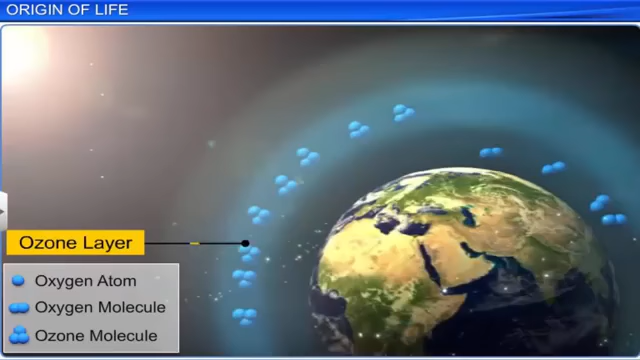 ORIGIN OF LIFE
Ozone Layer
Oxygen Atom
Oxygen Molecule
Ozone Molecule